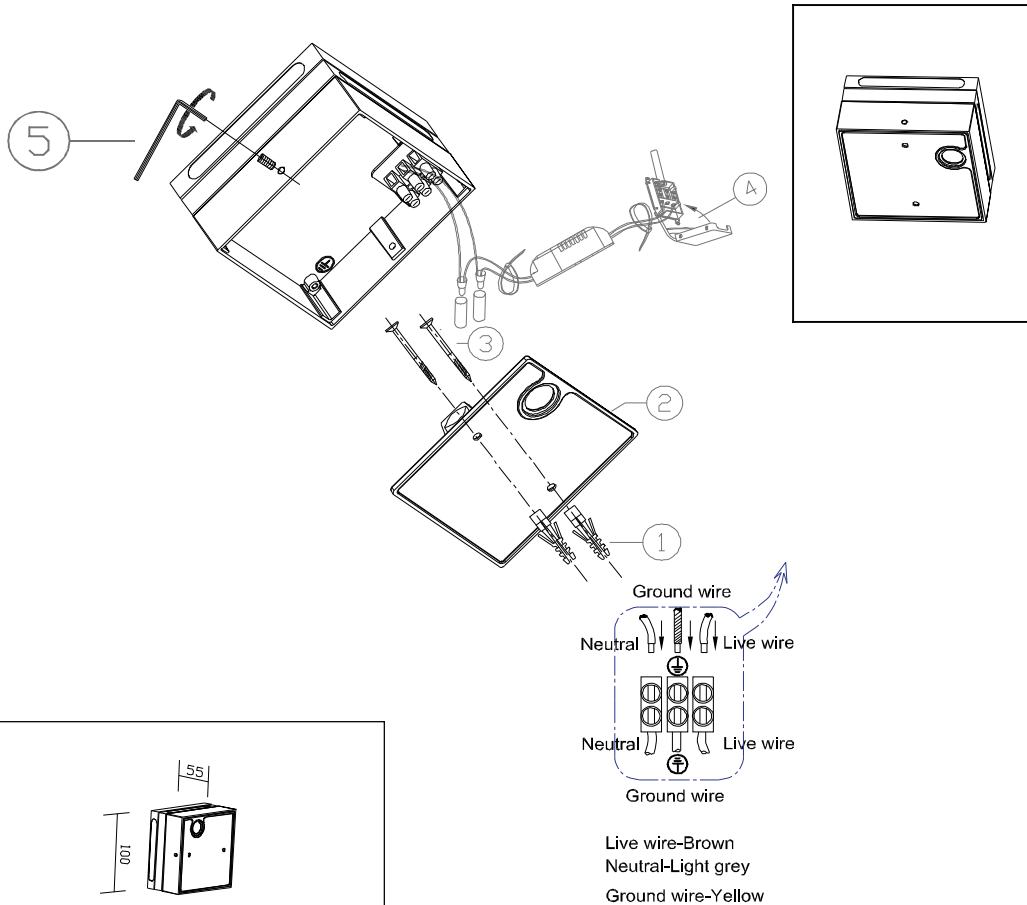 5
4
3
2
1
Ground wire
Neutral Live wire
Neutral Live wire
Ground wire
Live wire-Brown
Neutral-Light grey
Ground wire-Yellow
55
100